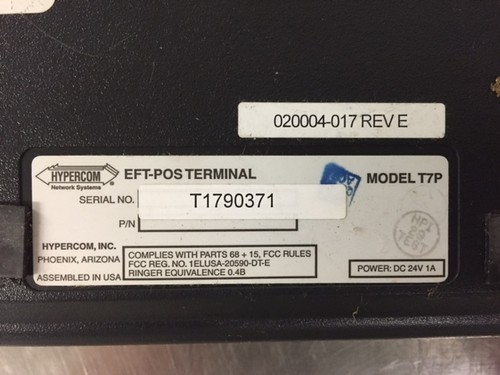 020004-017 REV E
HYPERCOM
Network Systems
EFT-POS TERMINAL
MODEL T7P
SERIAL NO.
T1790371
P/N
HYPERCOM, INC.
PHOENIX, ARIZONA
ASSEMBLED IN USA
COMPLIES WITH PARTS 68 + 15, FCC RULES
FCC REG. NO. 1ELUSA-20590-DT-E
RINGER EQUIVALENCE 0.4B
HPI
TEST
POWER: DC 24V 1A